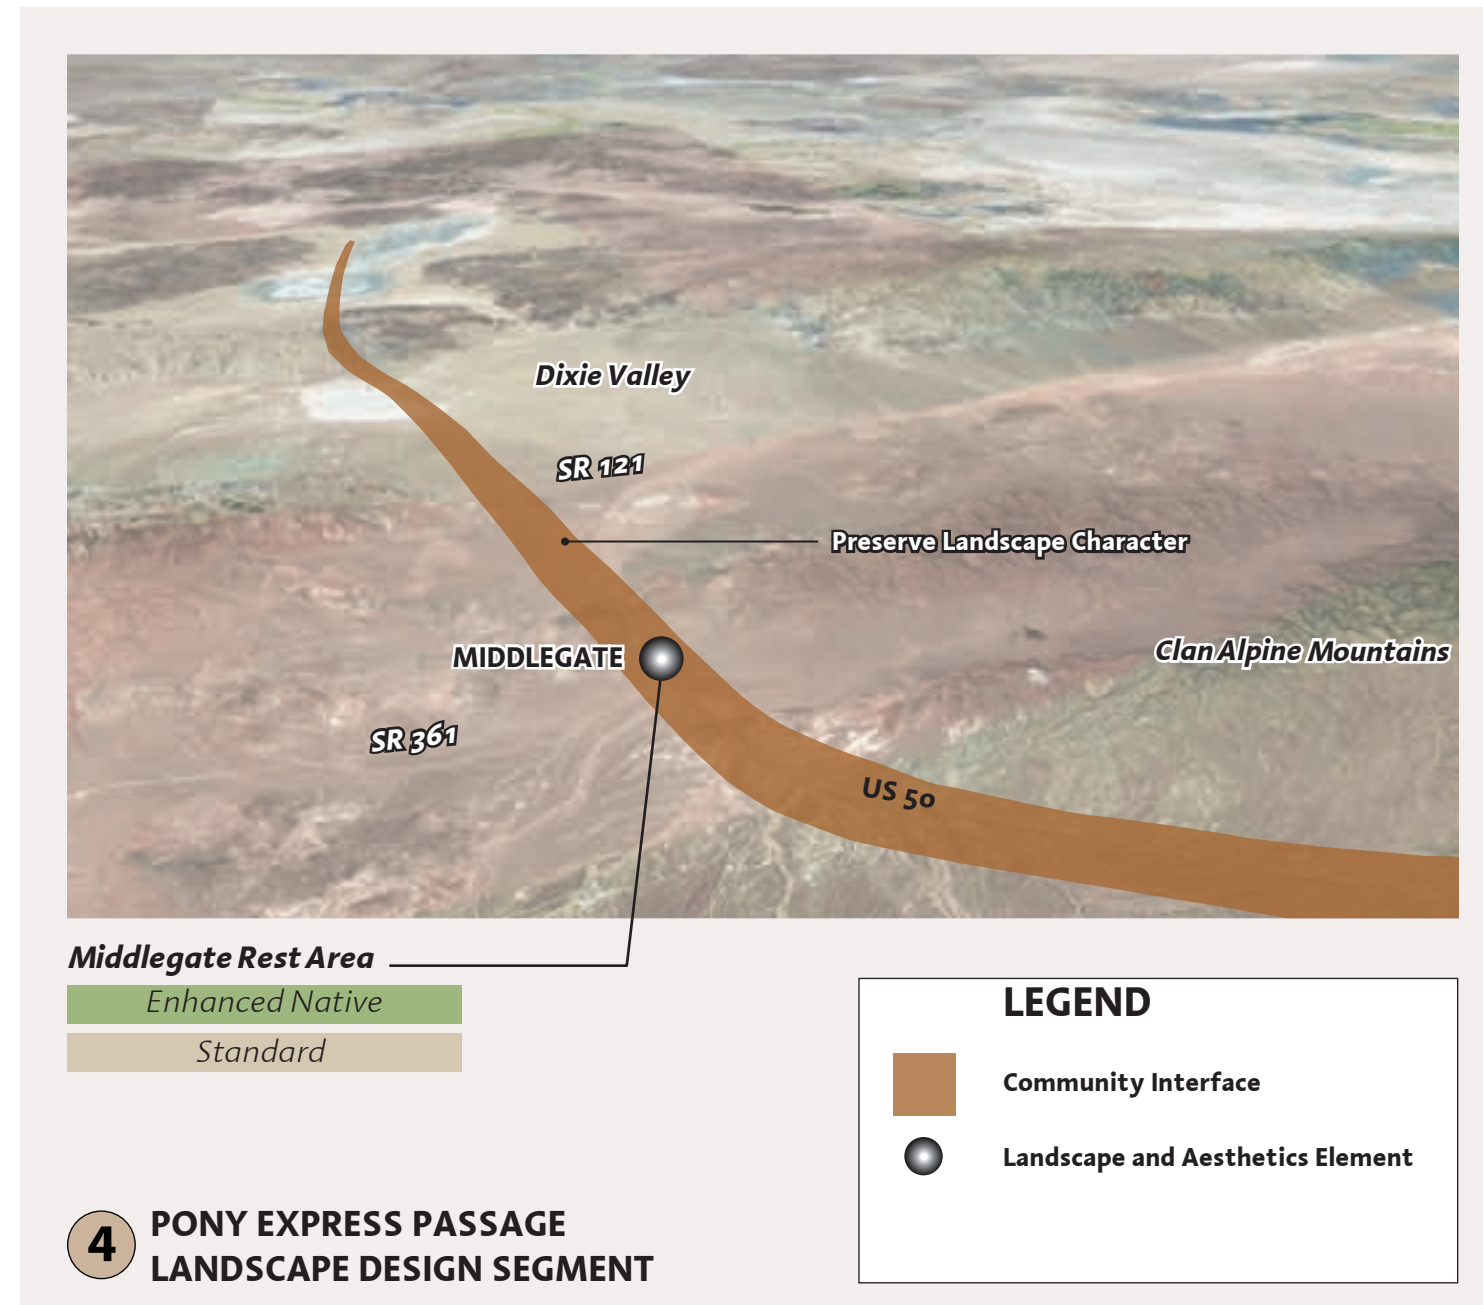 Dixie Valley
SR 121
Preserve Landscape Character
MIDDLEGATE
Clan Alpine Mountains
SR 361
US 50
Middlegate Rest Area
Enhanced Native
Standard
LEGEND
Community Interface
Landscape and Aesthetics Element
4
PONY EXPRESS PASSAGE
LANDSCAPE DESIGN SEGMENT